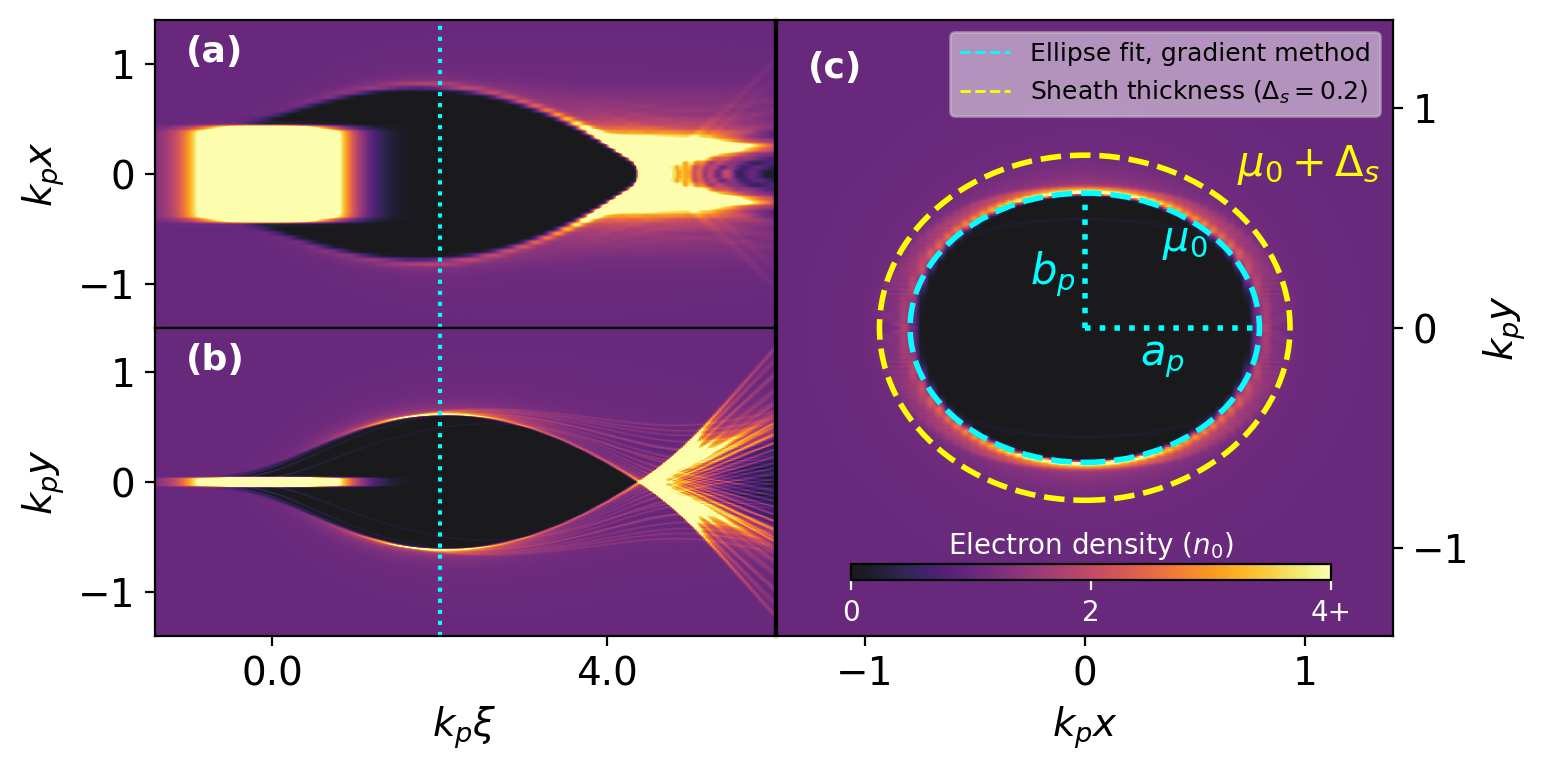 (a)
1
0
−1
k_p x
(b)
1
0
−1
k_p y
0.0
4.0
k_p ξ
(c)
Ellipse fit, gradient method
Sheath thickness (Δ_s = 0.2)
μ_0 + Δ_s
μ_0
b_p
a_p
Electron density (n_0)
0
2
4+
1
0
−1
k_p y
−1
0
1
k_p x